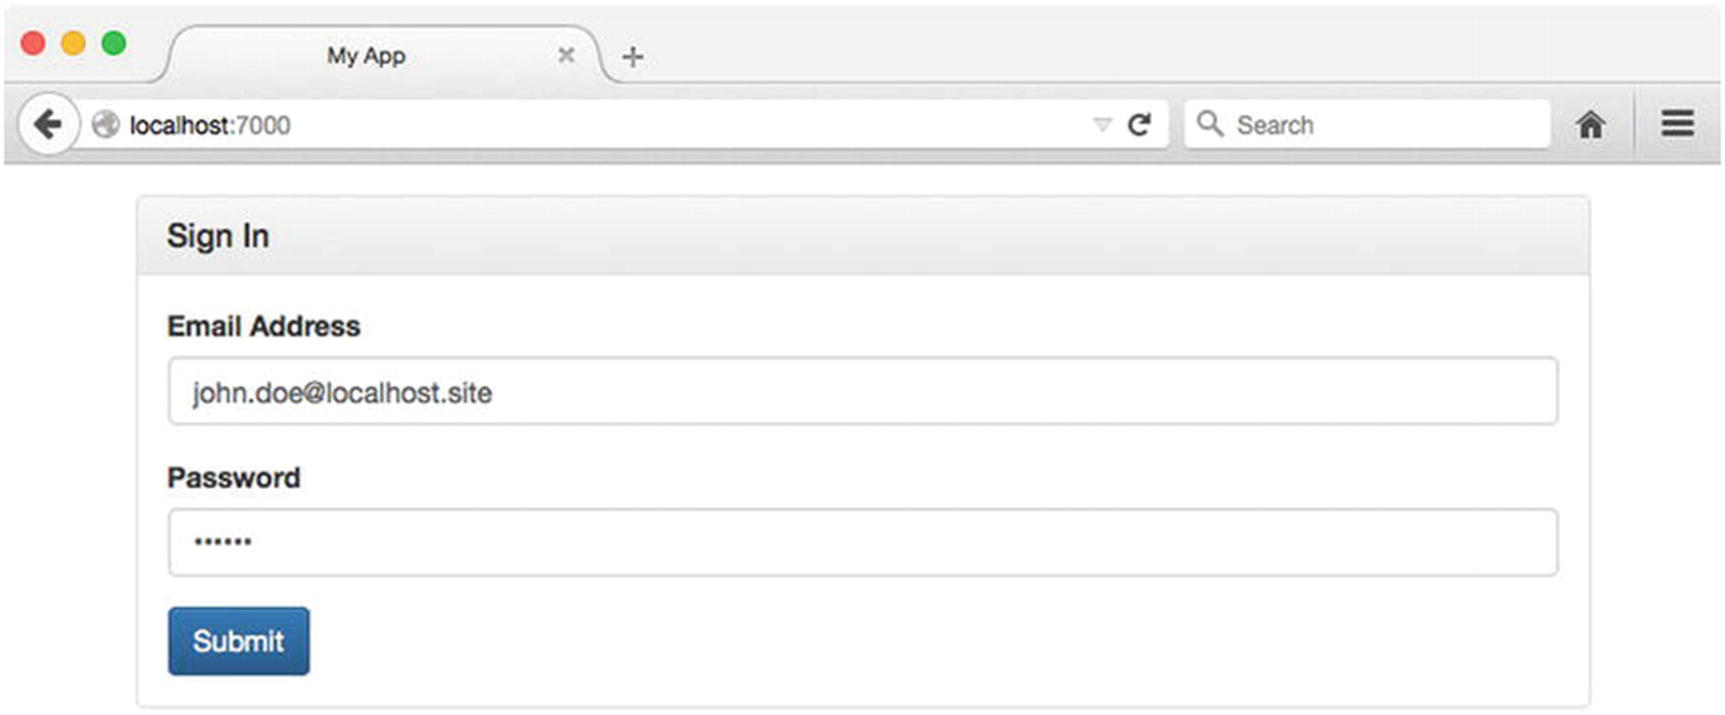 My App
localhost:7000
Search
Sign In
Email Address
john.doe@localhost.site
Password
••••••
Submit